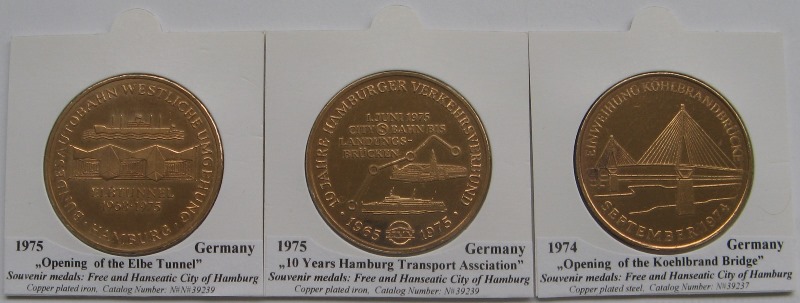 BUNDESAUTOBAHN WESTLICHE UMGEHUNG
ELBTUNNEL
1968-1975
· HAMBURG ·
1975 Germany
„Opening of the Elbe Tunnel”
Souvenir medals: Free and Hanseatic City of Hamburg
Copper plated iron, Catalog Number: N#N#39239
10 JAHRE HAMBURGER VERKEHRSVERBUND
1. JUNI 1975
CITY S BAHN BIS
LANDUNGS-
BRÜCKEN
· 1965 1975 ·
1975 Germany
„10 Years Hamburg Transport Assciation”
Souvenir medals: Free and Hanseatic City of Hamburg
Copper plated iron, Catalog Number: N#39239
EINWEIHUNG KÖHLBRANDBRÜCKE
SEPTEMBER 1974
1974 Germany
„Opening of the Koehlbrand Bridge”
Souvenir medals: Free and Hanseatic City of Hamburg
Copper plated steel, Catalog Number: N#39237